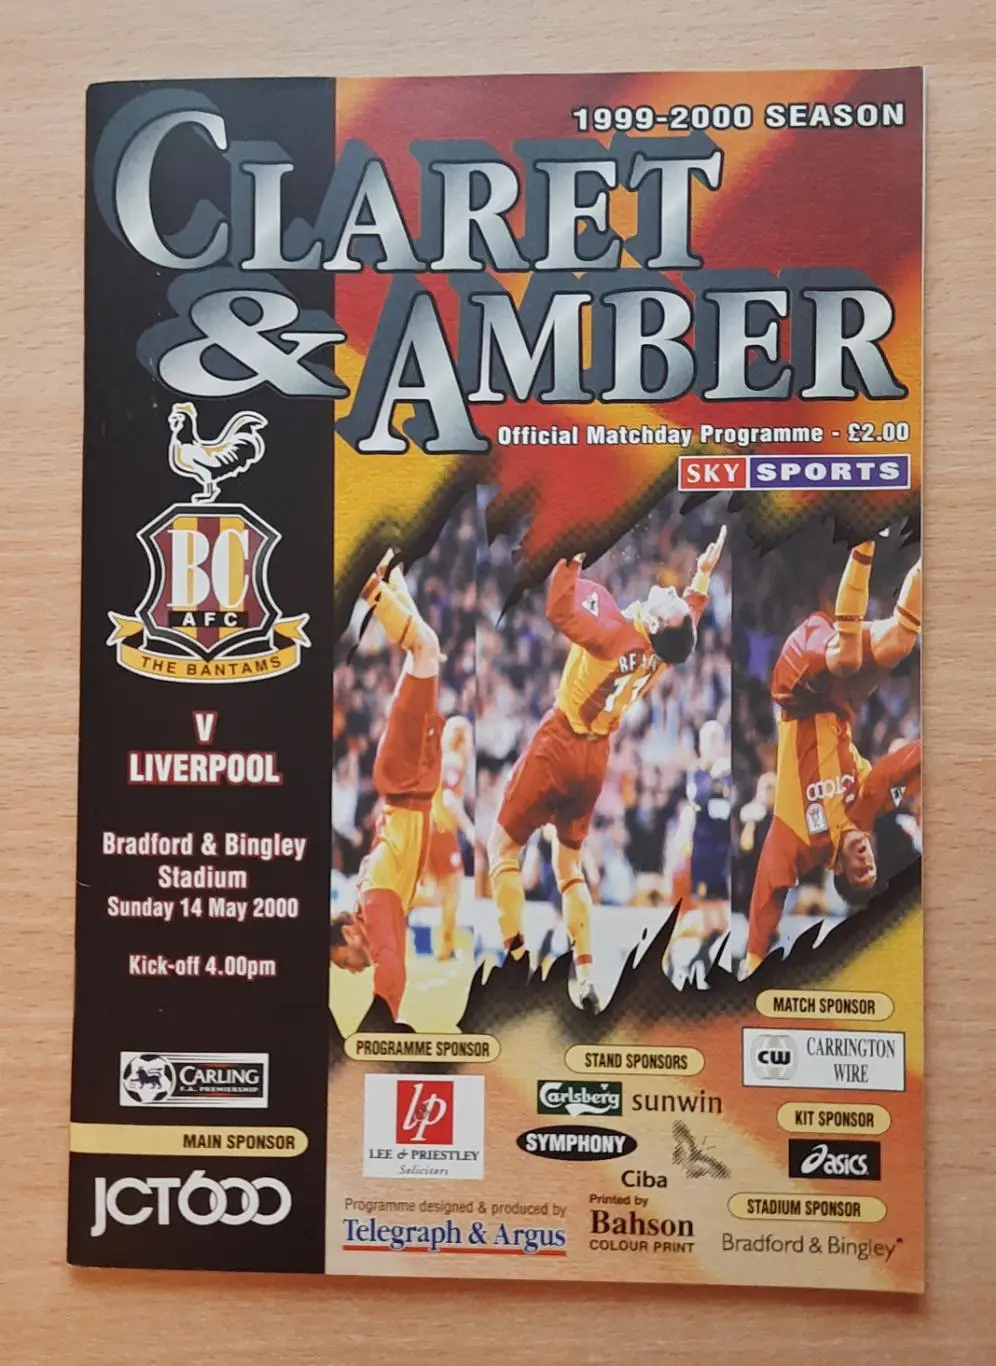 1999-2000 SEASON
CLARET
& AMBER
Official Matchday Programme - £2.00
SKY SPORTS
BC
AFC
THE BANTAMS
V
LIVERPOOL
Bradford & Bingley
Stadium
Sunday 14 May 2000
Kick-off 4.00pm
CARLING
F.A. PREMIERSHIP
MAIN SPONSOR
JCT600
PROGRAMME SPONSOR
l&p
LEE & PRIESTLEY
Solicitors
STAND SPONSORS
Carlsberg
sunwin
SYMPHONY
Ciba
MATCH SPONSOR
CW
CARRINGTON
WIRE
KIT SPONSOR
asics
STADIUM SPONSOR
Bradford & Bingley
Programme designed & produced by
Telegraph & Argus
Printed by
Bahson
COLOUR PRINT